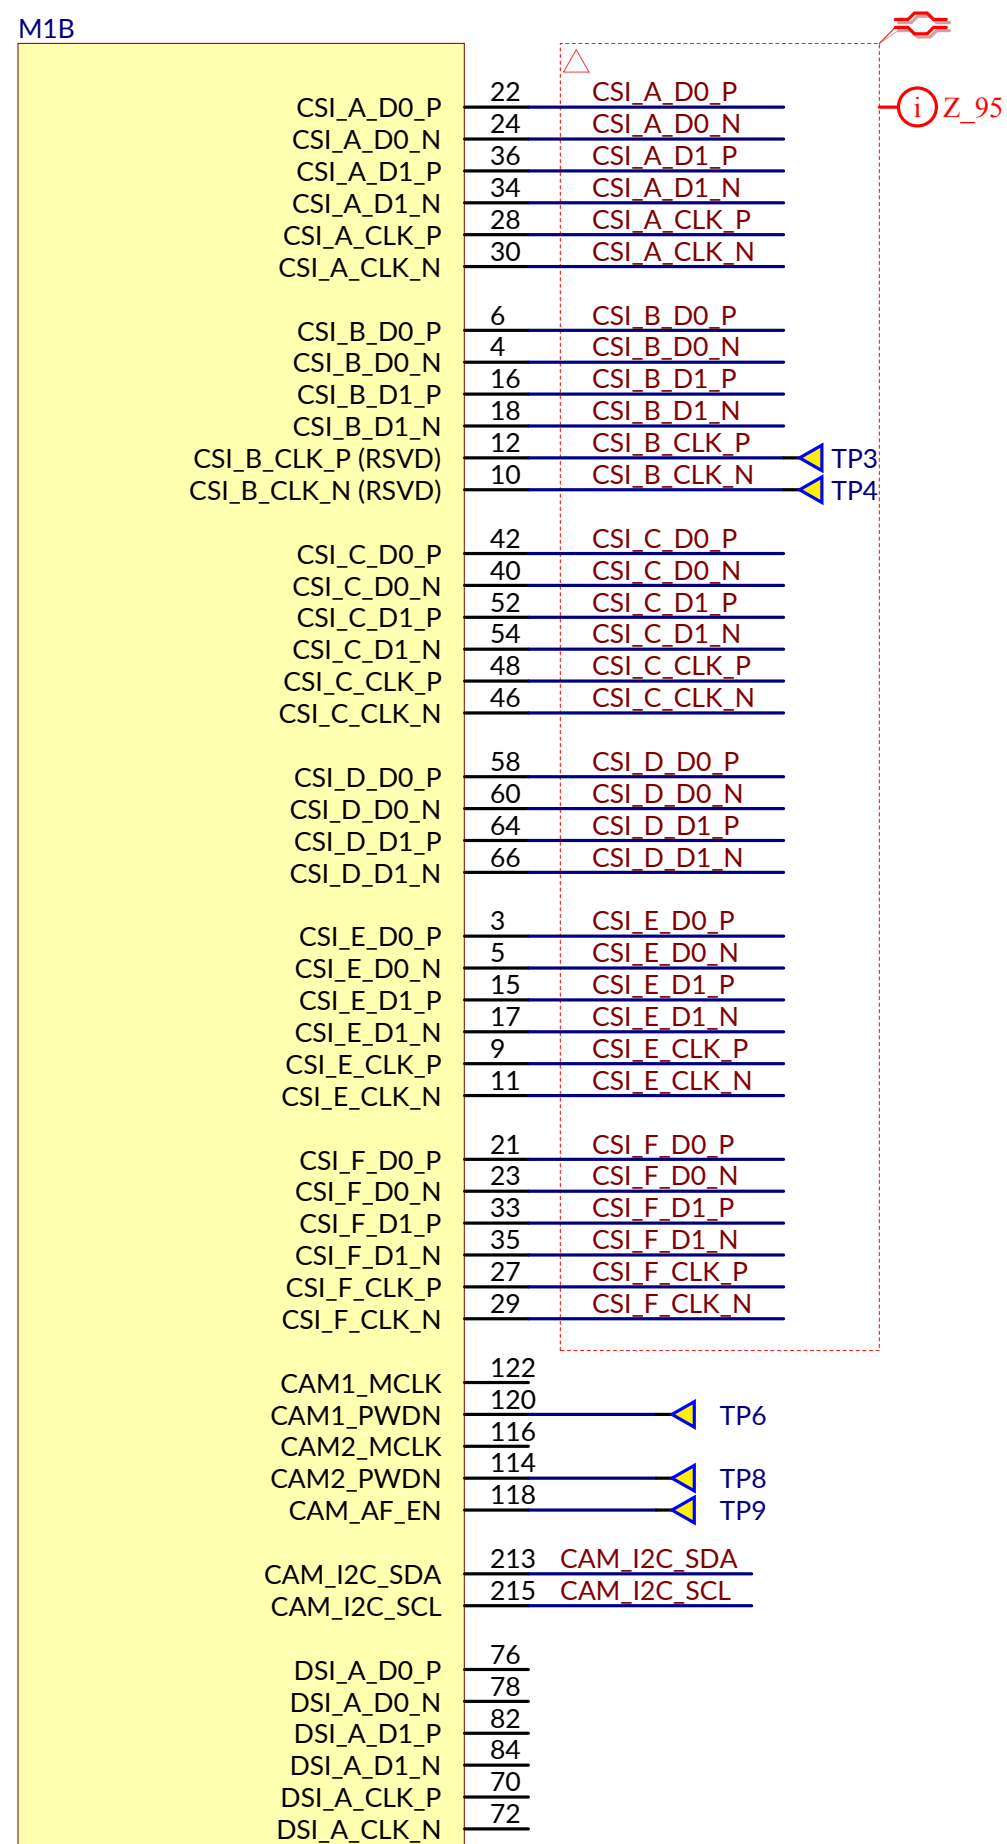 M1B
Z_95
CSI_A_D0_P 22 CSI_A_D0_P
CSI_A_D0_N 24 CSI_A_D0_N
CSI_A_D1_P 36 CSI_A_D1_P
CSI_A_D1_N 34 CSI_A_D1_N
CSI_A_CLK_P 28 CSI_A_CLK_P
CSI_A_CLK_N 30 CSI_A_CLK_N
CSI_B_D0_P 6 CSI_B_D0_P
CSI_B_D0_N 4 CSI_B_D0_N
CSI_B_D1_P 16 CSI_B_D1_P
CSI_B_D1_N 18 CSI_B_D1_N
CSI_B_CLK_P (RSVD) 12 CSI_B_CLK_P TP3
CSI_B_CLK_N (RSVD) 10 CSI_B_CLK_N TP4
CSI_C_D0_P 42 CSI_C_D0_P
CSI_C_D0_N 40 CSI_C_D0_N
CSI_C_D1_P 52 CSI_C_D1_P
CSI_C_D1_N 54 CSI_C_D1_N
CSI_C_CLK_P 48 CSI_C_CLK_P
CSI_C_CLK_N 46 CSI_C_CLK_N
CSI_D_D0_P 58 CSI_D_D0_P
CSI_D_D0_N 60 CSI_D_D0_N
CSI_D_D1_P 64 CSI_D_D1_P
CSI_D_D1_N 66 CSI_D_D1_N
CSI_E_D0_P 3 CSI_E_D0_P
CSI_E_D0_N 5 CSI_E_D0_N
CSI_E_D1_P 15 CSI_E_D1_P
CSI_E_D1_N 17 CSI_E_D1_N
CSI_E_CLK_P 9 CSI_E_CLK_P
CSI_E_CLK_N 11 CSI_E_CLK_N
CSI_F_D0_P 21 CSI_F_D0_P
CSI_F_D0_N 23 CSI_F_D0_N
CSI_F_D1_P 33 CSI_F_D1_P
CSI_F_D1_N 35 CSI_F_D1_N
CSI_F_CLK_P 27 CSI_F_CLK_P
CSI_F_CLK_N 29 CSI_F_CLK_N
CAM1_MCLK 122
CAM1_PWDN 120 TP6
CAM2_MCLK 116
CAM2_PWDN 114 TP8
CAM_AF_EN 118 TP9
CAM_I2C_SDA 213 CAM_I2C_SDA
CAM_I2C_SCL 215 CAM_I2C_SCL
DSI_A_D0_P 76
DSI_A_D0_N 78
DSI_A_D1_P 82
DSI_A_D1_N 84
DSI_A_CLK_P 70
DSI_A_CLK_N 72